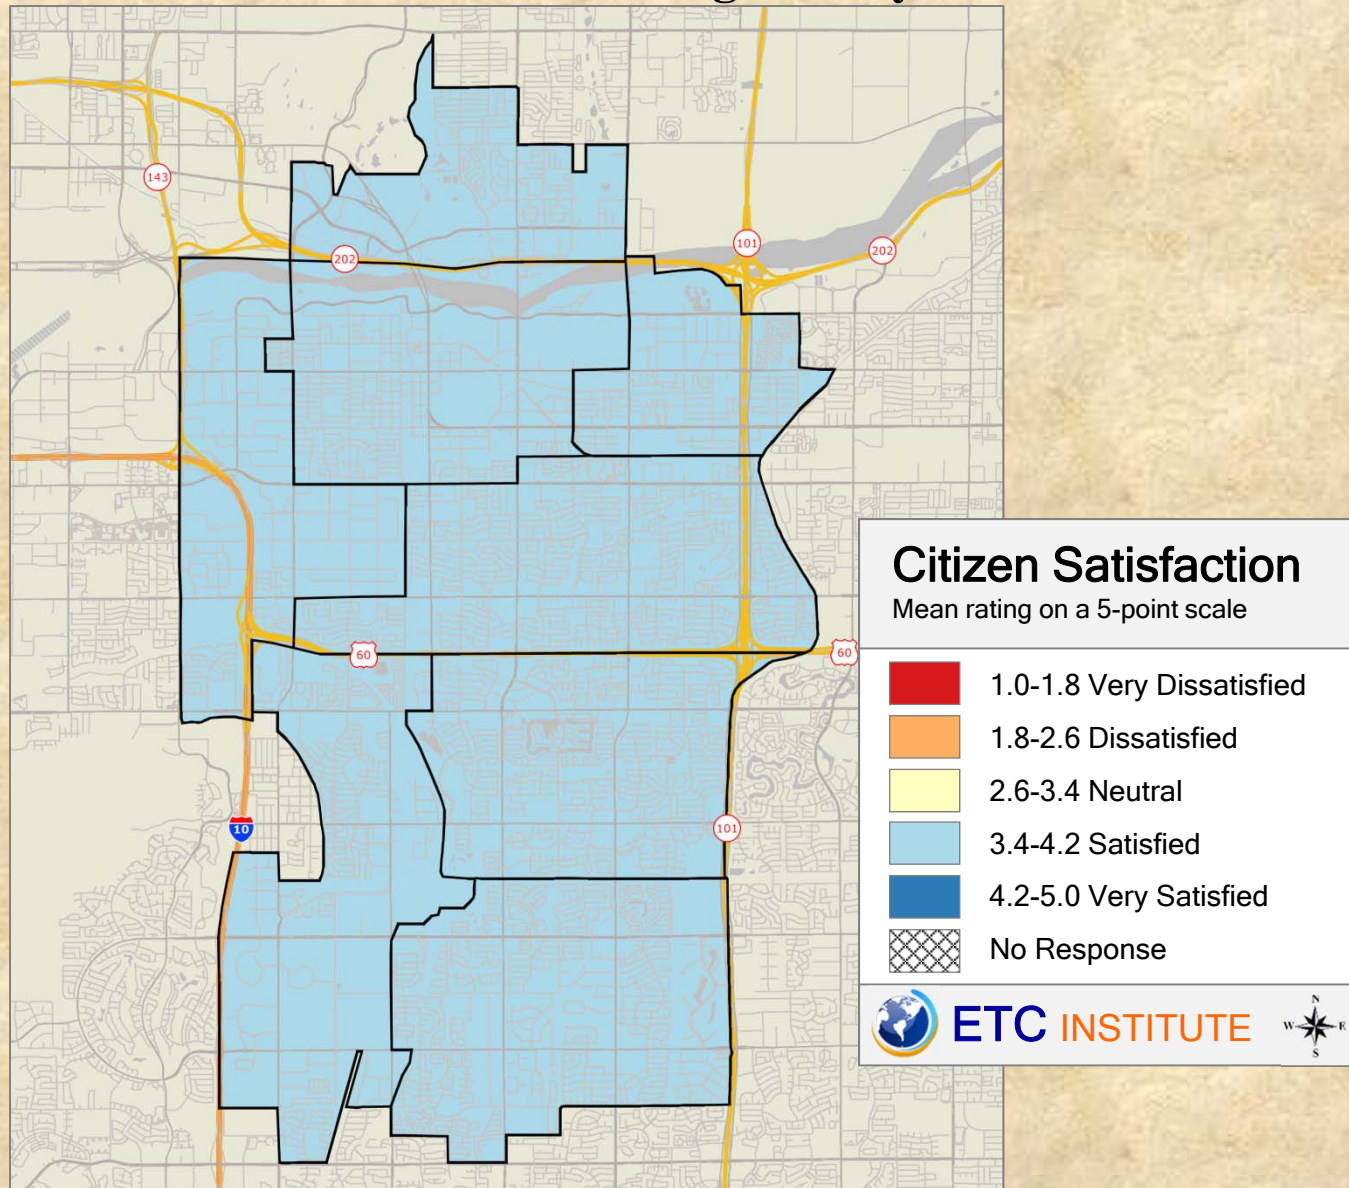 143
202
101
202
60
60
10
101
Citizen Satisfaction
Mean rating on a 5-point scale
1.0-1.8 Very Dissatisfied
1.8-2.6 Dissatisfied
2.6-3.4 Neutral
3.4-4.2 Satisfied
4.2-5.0 Very Satisfied
No Response
ETC INSTITUTE
N
W E
S